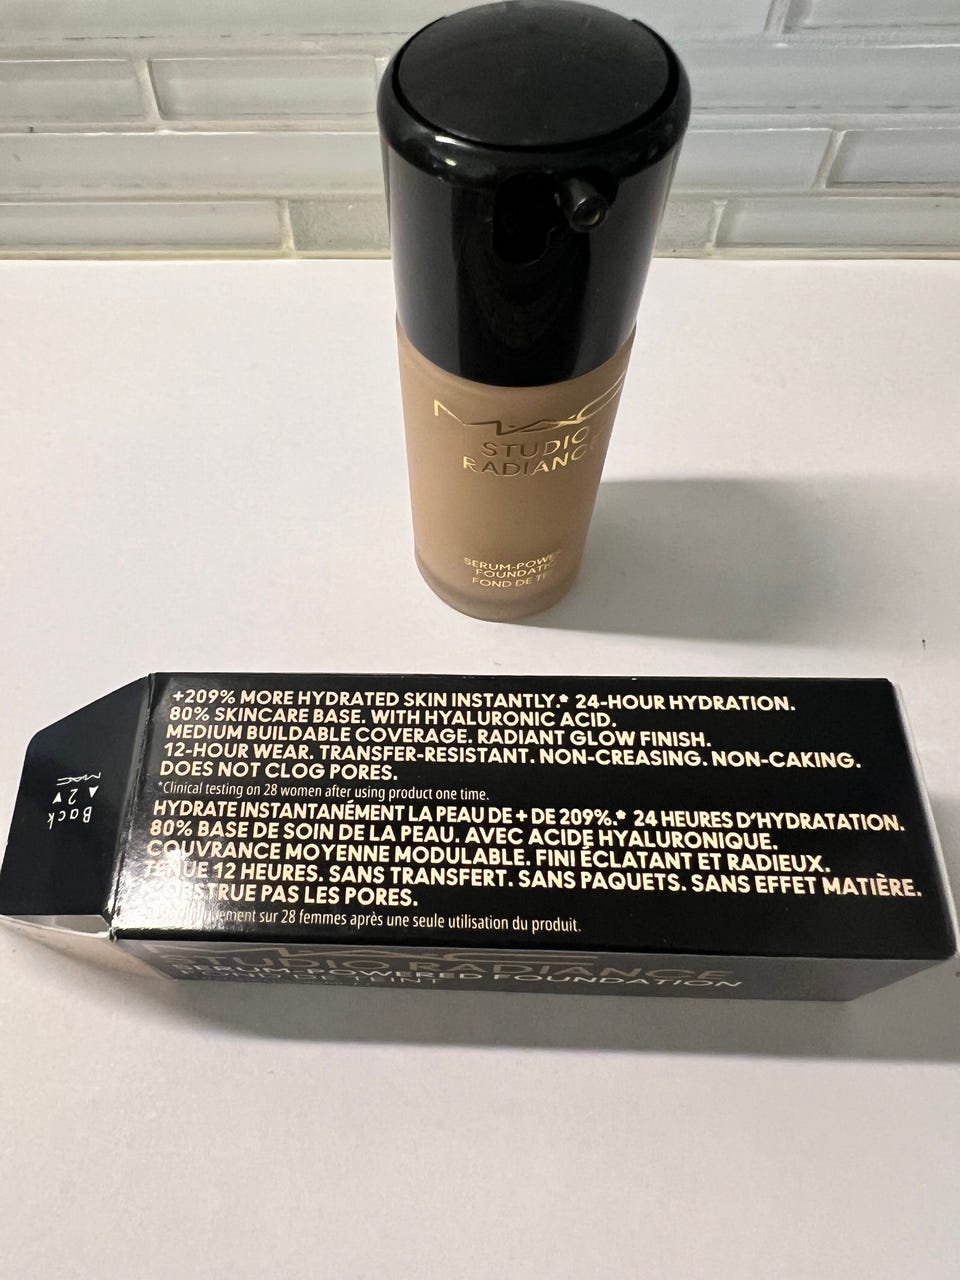 MAC
STUDIO
RADIANC
SERUM-POWE
FOUNDATI
FOND DE TE
+209% MORE HYDRATED SKIN INSTANTLY.* 24-HOUR HYDRATION.
80% SKINCARE BASE. WITH HYALURONIC ACID.
MEDIUM BUILDABLE COVERAGE. RADIANT GLOW FINISH.
12-HOUR WEAR. TRANSFER-RESISTANT. NON-CREASING. NON-CAKING.
DOES NOT CLOG PORES.
*Clinical testing on 28 women after using product one time.
HYDRATE INSTANTANÉMENT LA PEAU DE + DE 209%.* 24 HEURES D'HYDRATATION.
80% BASE DE SOIN DE LA PEAU. AVEC ACIDE HYALURONIQUE.
COUVRANCE MOYENNE MODULABLE. FINI ÉCLATANT ET RADIEUX.
TENUE 12 HEURES. SANS TRANSFERT. SANS PAQUETS. SANS EFFET MATIÈRE.
PAS LES PORES.
sur 28 femmes après une seule utilisation du produit.
MAC
Back
▲ 2 ▼
MAC
STUDIO RADIANCE
SERUM-POWERED FOUNDATION
TEINT